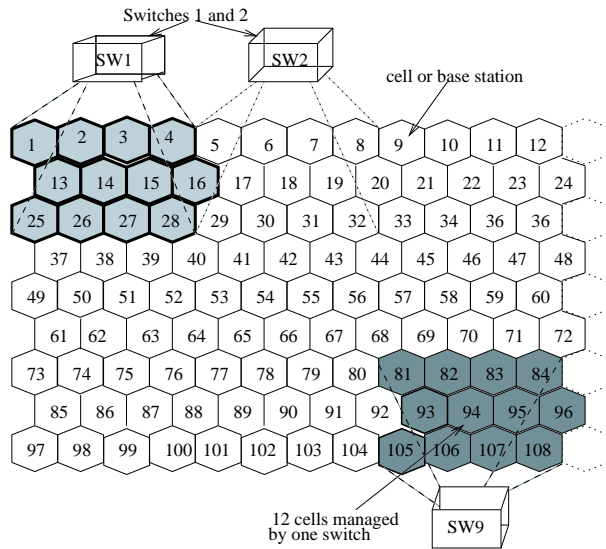 Switches 1 and 2
SW1
SW2
cell or base station
1 2 3 4 5 6 7 8 9 10 11 12
13 14 15 16 17 18 19 20 21 22 23 24
25 26 27 28 29 30 31 32 33 34 36 36
37 38 39 40 41 42 43 44 45 46 47 48
49 50 51 52 53 54 55 56 57 58 59 60
61 62 63 64 65 66 67 68 69 70 71 72
73 74 75 76 77 78 79 80 81 82 83 84
85 86 87 88 89 90 91 92 93 94 95 96
97 98 99 100 101 102 103 104 105 106 107 108
12 cells managed
by one switch
SW9